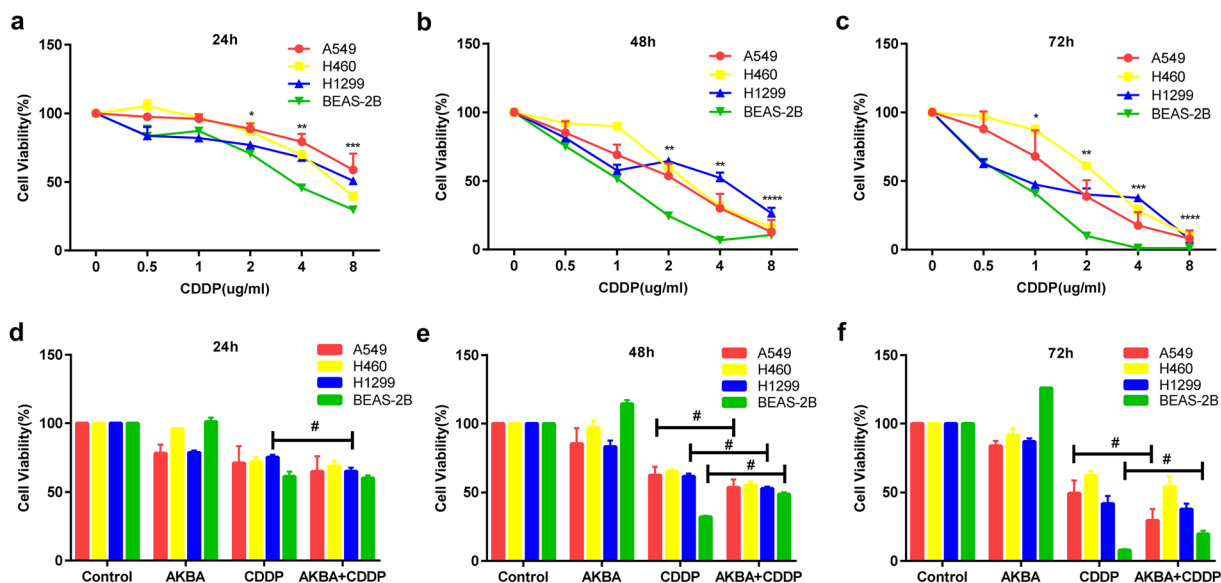 a
24h
A549
H460
H1299
BEAS-2B
Cell Viability(%)
150
100
50
0
*
**
***
0 0.5 1 2 4 8
CDDP(ug/ml)
b
48h
A549
H460
H1299
BEAS-2B
Cell Viability(%)
150
100
50
0
**
**
****
0 0.5 1 2 4 8
CDDP(ug/ml)
c
72h
A549
H460
H1299
BEAS-2B
Cell Viability(%)
150
100
50
0
*
**
***
****
0 0.5 1 2 4 8
CDDP(ug/ml)
d
24h
A549
H460
H1299
BEAS-2B
Cell Viability(%)
150
100
50
0
#
Control AKBA CDDP AKBA+CDDP
e
48h
A549
H460
H1299
BEAS-2B
Cell Viability(%)
150
100
50
0
#
#
#
Control AKBA CDDP AKBA+CDDP
f
72h
A549
H460
H1299
BEAS-2B
Cell Viability(%)
150
100
50
0
#
#
Control AKBA CDDP AKBA+CDDP